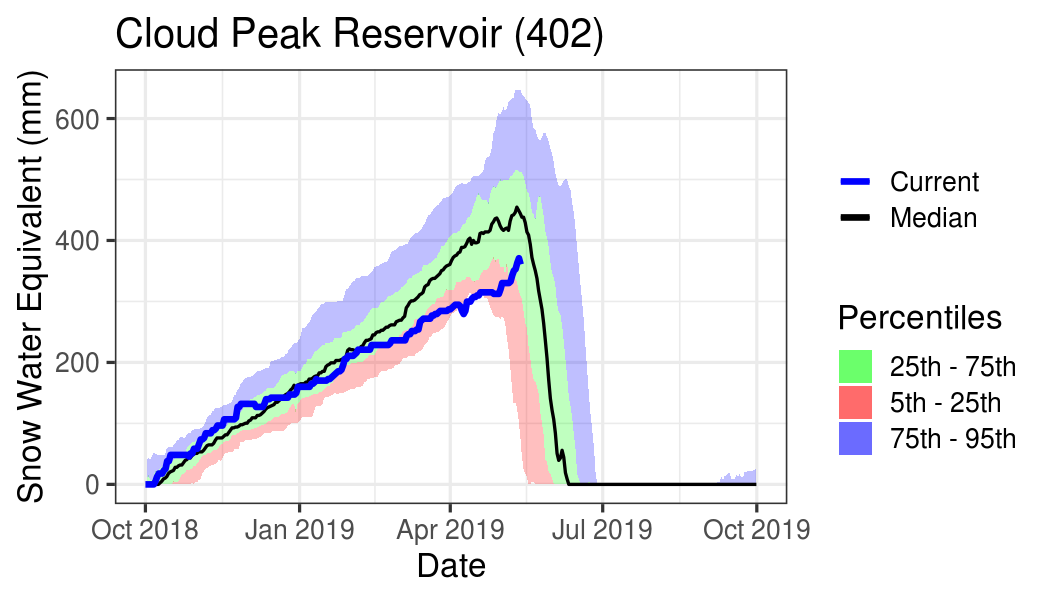 Cloud Peak Reservoir (402)
Snow Water Equivalent (mm)
600
400
200
0
Oct 2018
Jan 2019
Apr 2019
Jul 2019
Oct 2019
Date
Current
Median
Percentiles
25th - 75th
5th - 25th
75th - 95th